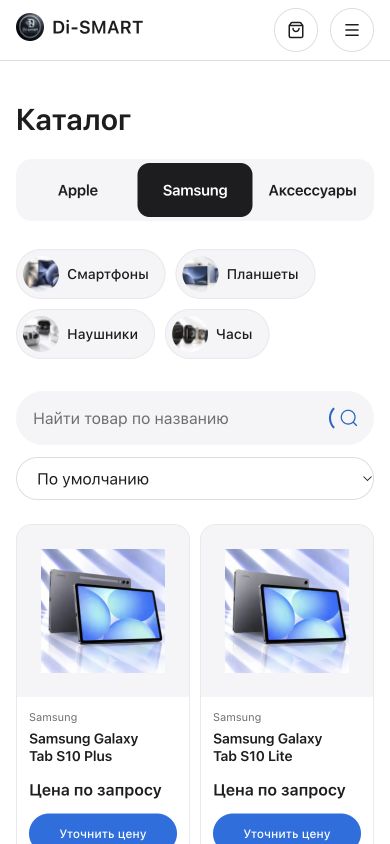 Di-SMART
Каталог
Apple
Samsung
Аксессуары
Смартфоны
Планшеты
Наушники
Часы
Найти товар по названию
По умолчанию
Samsung
Samsung Galaxy
Tab S10 Plus
Цена по запросу
Уточнить цену
Samsung
Samsung Galaxy
Tab S10 Lite
Цена по запросу
Уточнить цену